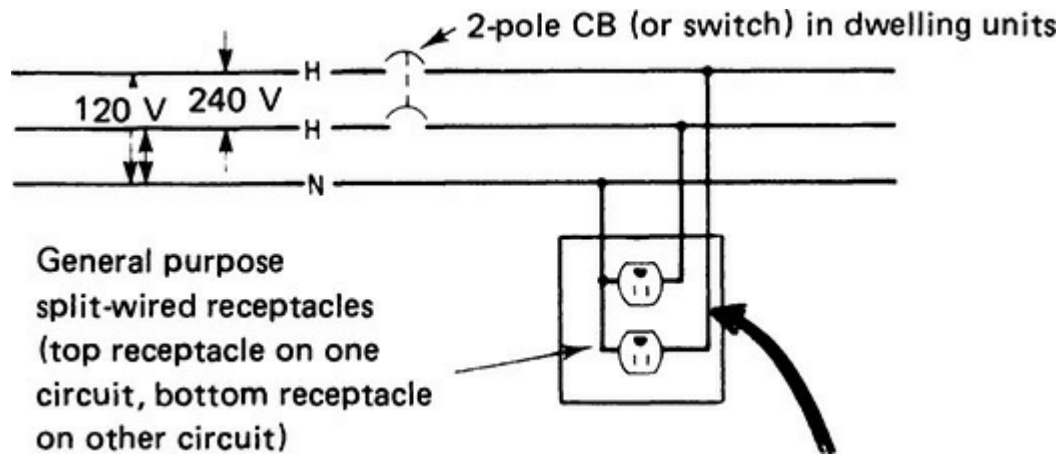 2-pole CB (or switch) in dwelling units
H
120 V 240 V
H
N
General purpose
split-wired receptacles
(top receptacle on one
circuit, bottom receptacle
on other circuit)